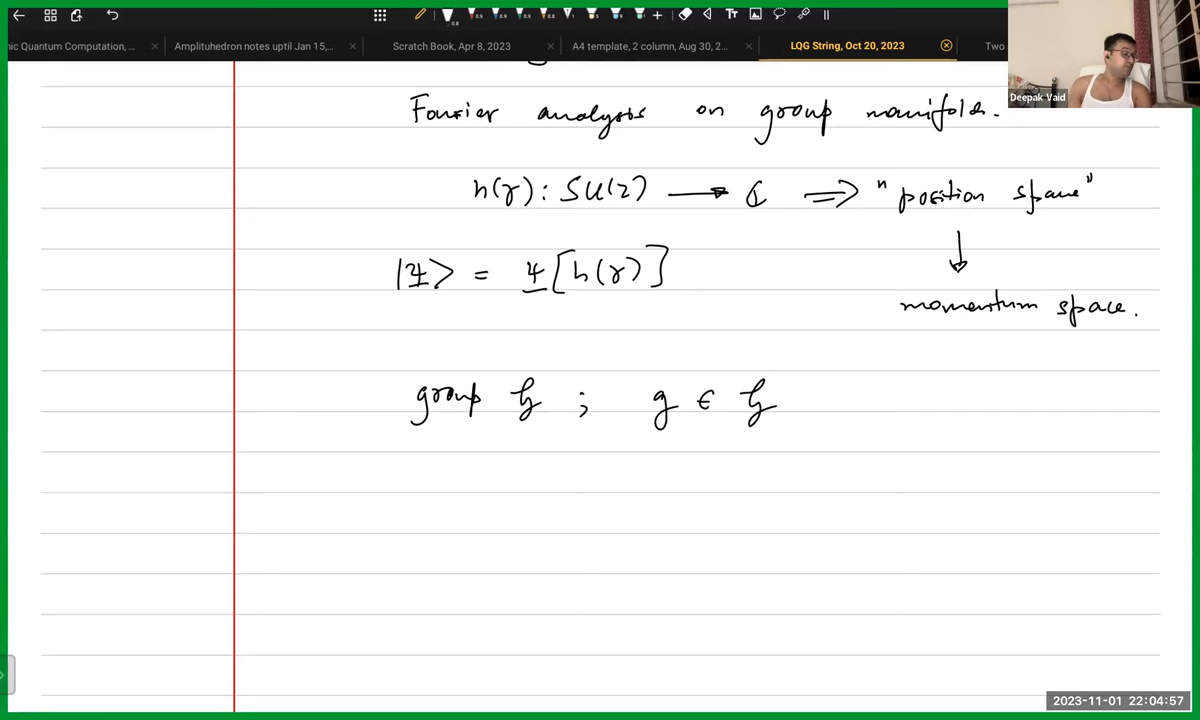 nic Quantum Computation, ... × Amplituhedron notes uptil Jan 15,... × Scratch Book, Apr 8, 2023 × A4 template, 2 column, Aug 30, 2... × LQG String, Oct 20, 2023 Two
Deepak Vaid
Fourier analysis on group manifolds.
h(γ): SU(2) → ℂ ⇒ "position space"
↓
|Ψ> = Ψ[h(γ)]
momentum space.
group G ; g ∈ G
2023-11-01 22:04:57